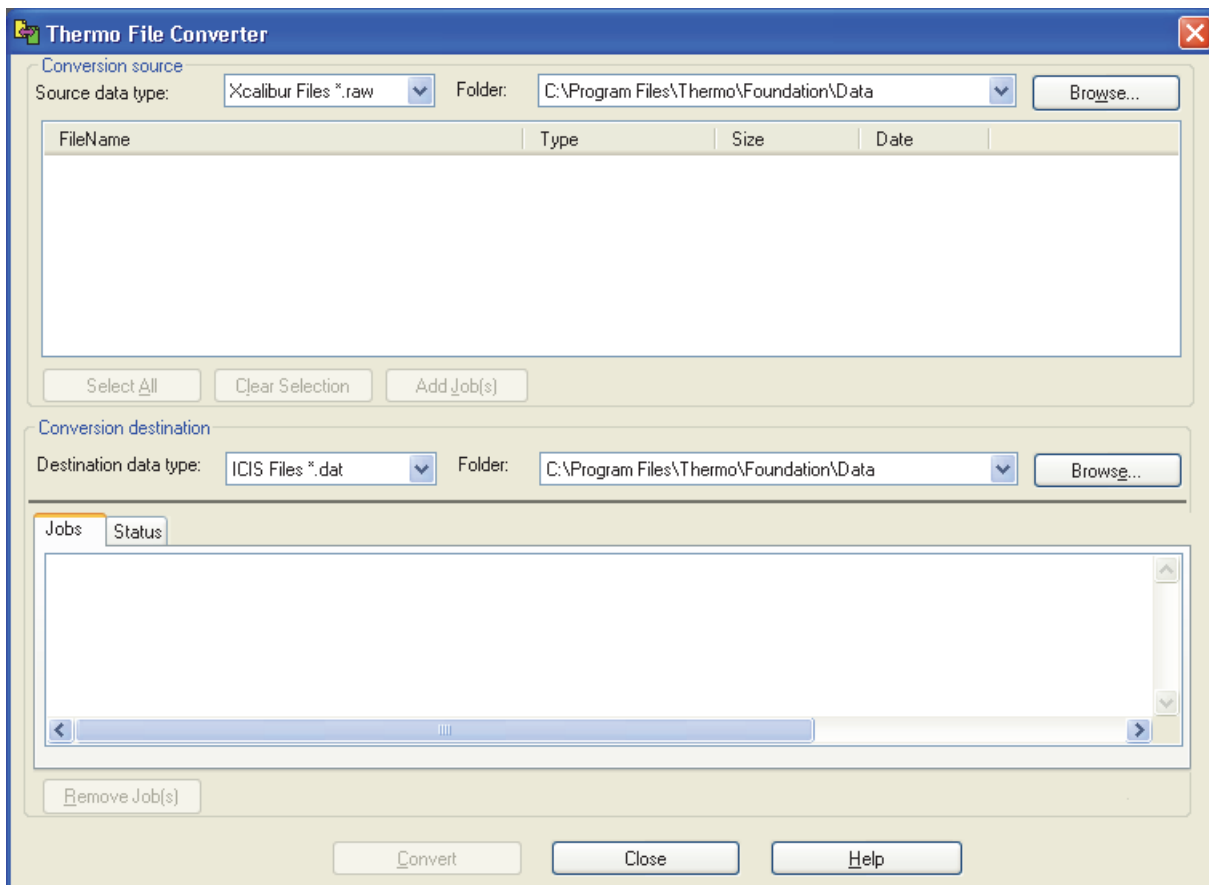 Thermo File Converter
Conversion source
Source data type: Xcalibur Files *.raw Folder: C:\Program Files\Thermo\Foundation\Data Browse...
FileName Type Size Date
Select All Clear Selection Add Job(s)
Conversion destination
Destination data type: ICIS Files *.dat Folder: C:\Program Files\Thermo\Foundation\Data Browse...
Jobs Status
Remove Job(s)
Convert Close Help